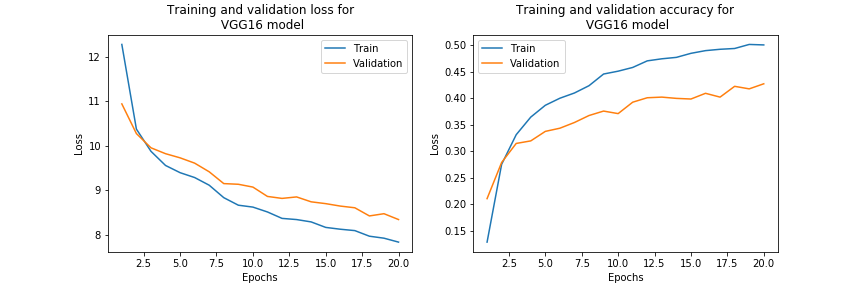 Training and validation loss for
VGG16 model
Train
Validation
12
11
10
9
8
Loss
2.5 5.0 7.5 10.0 12.5 15.0 17.5 20.0
Epochs
Training and validation accuracy for
VGG16 model
Train
Validation
0.50
0.45
0.40
0.35
0.30
0.25
0.20
0.15
Loss
2.5 5.0 7.5 10.0 12.5 15.0 17.5 20.0
Epochs